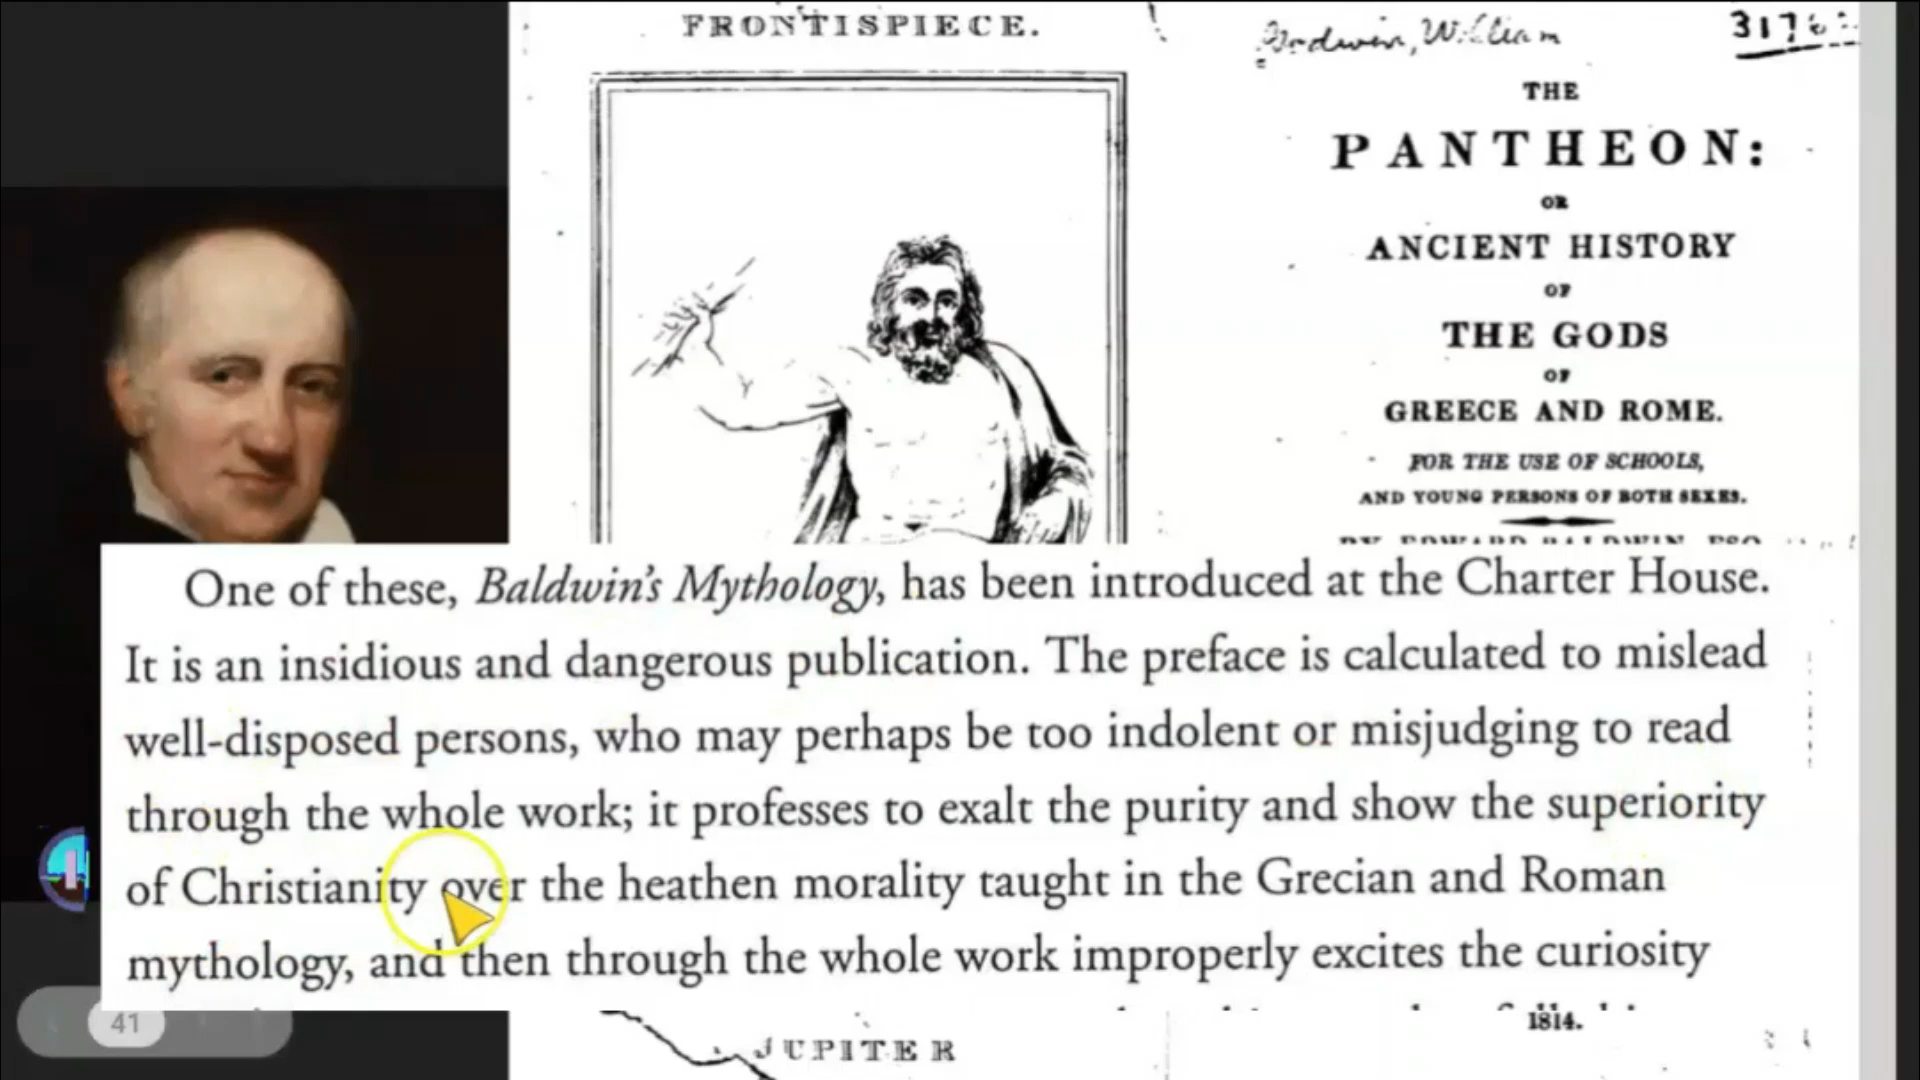 FRONTISPIECE.
Godwin, William
THE
PANTHEON:
OR
ANCIENT HISTORY
OF
THE GODS
OF
GREECE AND ROME.
FOR THE USE OF SCHOOLS,
AND YOUNG PERSONS OF BOTH SEXES.
BY EDWARD BALDWIN, ESQ
One of these, Baldwin's Mythology, has been introduced at the Charter House.
It is an insidious and dangerous publication. The preface is calculated to mislead
well-disposed persons, who may perhaps be too indolent or misjudging to read
through the whole work; it professes to exalt the purity and show the superiority
of Christianity over the heathen morality taught in the Grecian and Roman
mythology, and then through the whole work improperly excites the curiosity
41
JUPITER
1814.